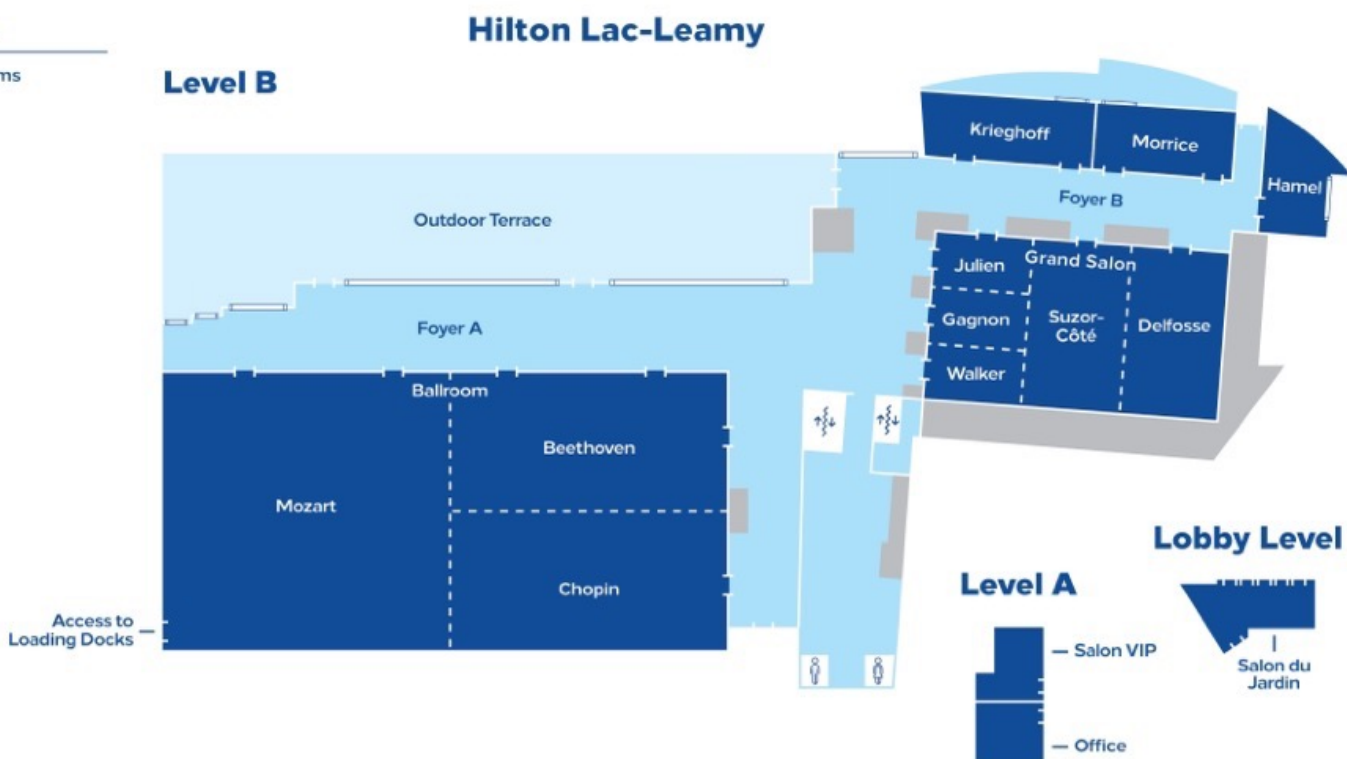 Hilton Lac-Leamy
ms
Level B
Krieghoff
Morrice
Hamel
Foyer B
Outdoor Terrace
Julien
Grand Salon
Gagnon
Suzor-
Côté
Delfosse
Walker
Foyer A
Ballroom
Beethoven
Mozart
Chopin
Access to
Loading Docks
Lobby Level
Salon du
Jardin
Level A
Salon VIP
Office